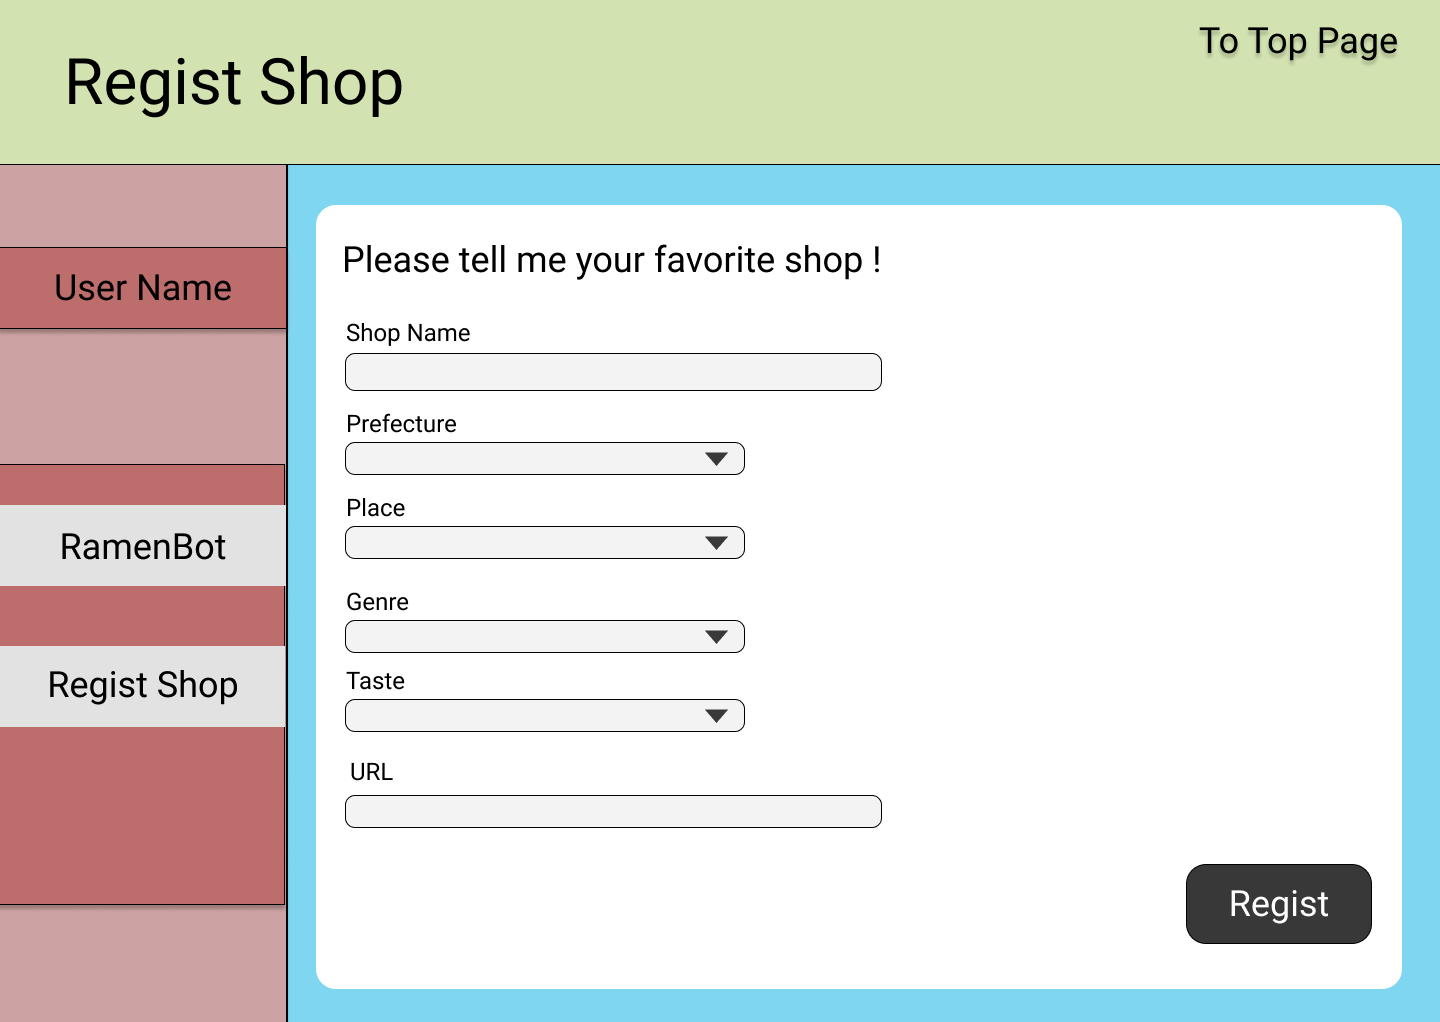 Regist Shop
To Top Page
User Name
RamenBot
Regist Shop
Please tell me your favorite shop !
Shop Name
Prefecture
Place
Genre
Taste
URL
Regist